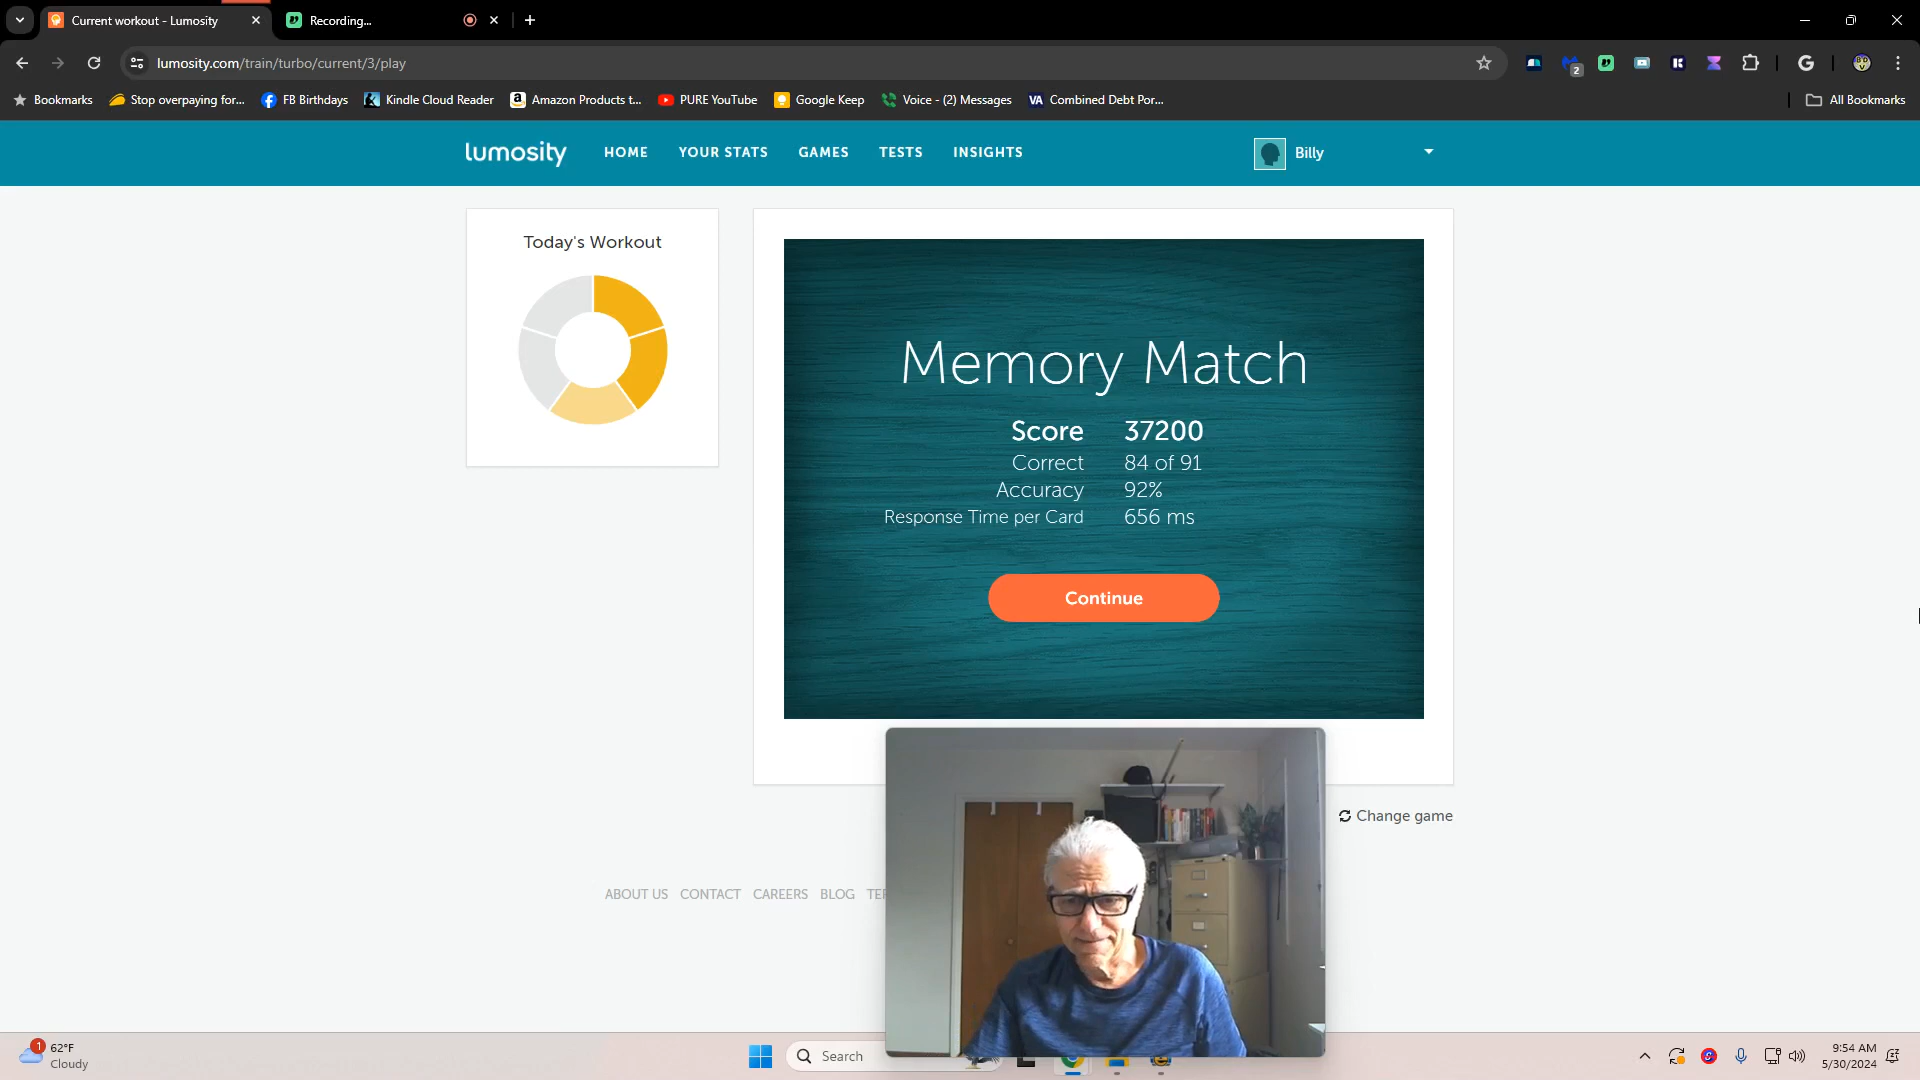 Current workout - Lumosity
Recording...
lumosity.com/train/turbo/current/3/play
2
Bookmarks
Stop overpaying for...
FB Birthdays
Kindle Cloud Reader
Amazon Products t...
PURE YouTube
Google Keep
Voice - (2) Messages
VA Combined Debt Por...
All Bookmarks
lumosity
HOME
YOUR STATS
GAMES
TESTS
INSIGHTS
Billy
Today's Workout
Memory Match
Score 37200
Correct 84 of 91
Accuracy 92%
Response Time per Card 656 ms
Continue
Change game
ABOUT US CONTACT CAREERS BLOG
1
62°F
Cloudy
Search
9:54 AM
5/30/2024